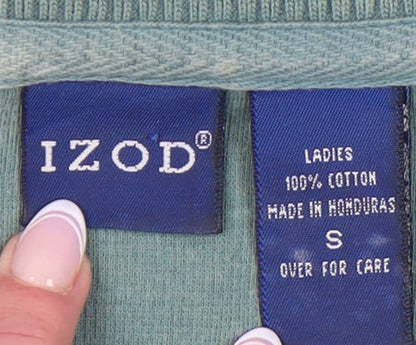 IZOD®
LADIES
100% COTTON
MADE IN HONDURAS
S
OVER FOR CARE